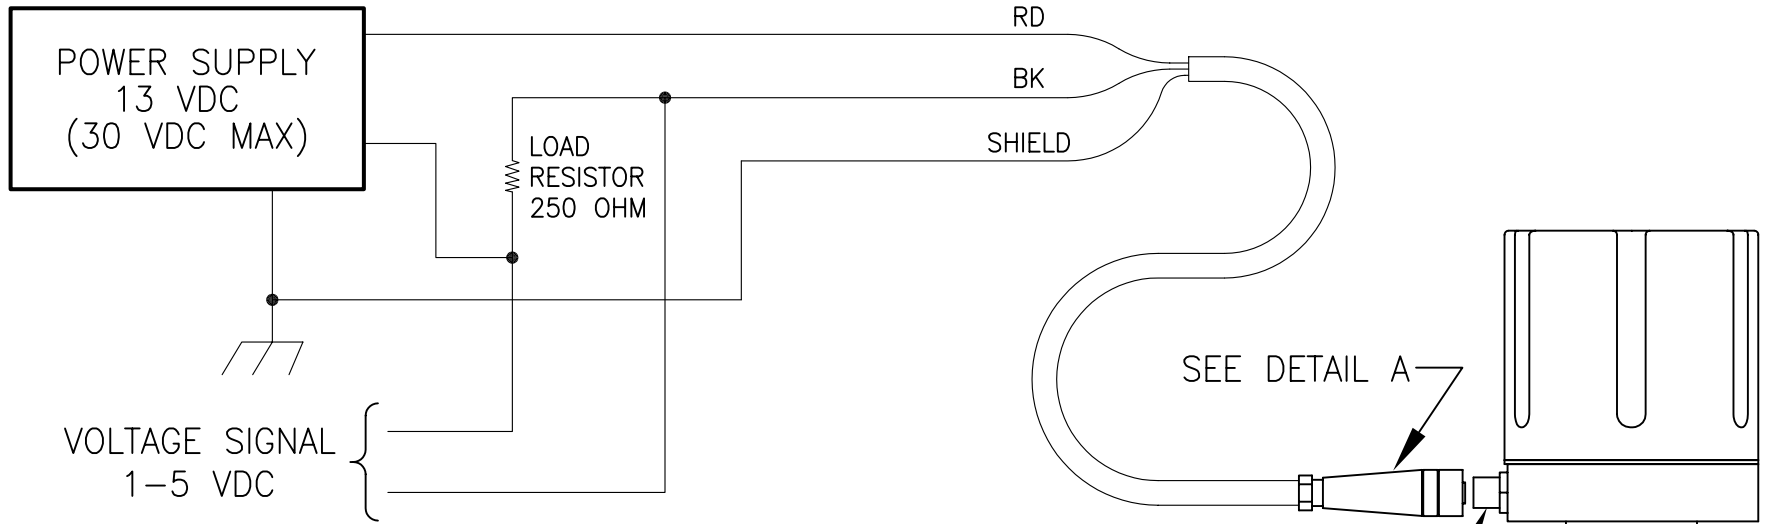 RD
POWER SUPPLY
13 VDC
(30 VDC MAX)
BK
LOAD
RESISTOR
250 OHM
SHIELD
SEE DETAIL A
VOLTAGE SIGNAL
1-5 VDC